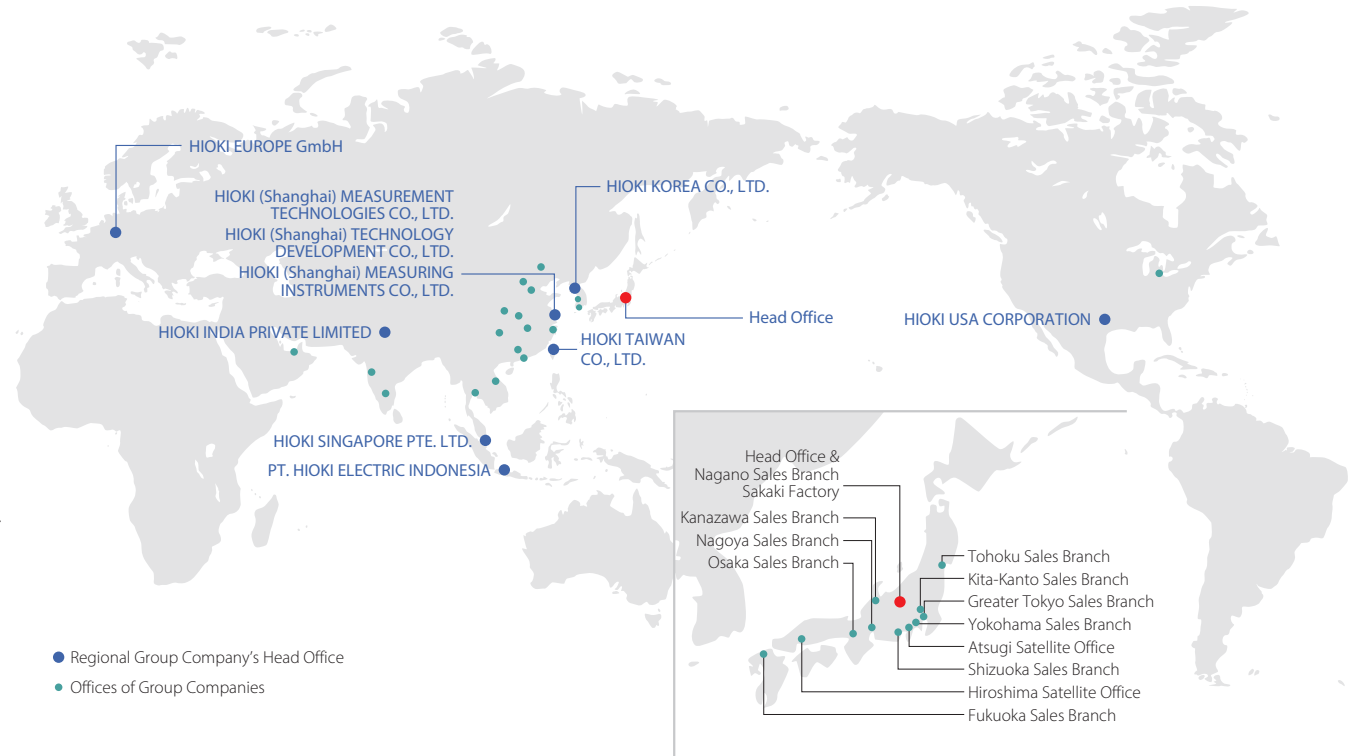 HIOKI EUROPE GmbH
HIOKI (Shanghai) MEASUREMENT
TECHNOLOGIES CO., LTD.
HIOKI (Shanghai) TECHNOLOGY
DEVELOPMENT CO., LTD.
HIOKI (Shanghai) MEASURING
INSTRUMENTS CO., LTD.
HIOKI KOREA CO., LTD.
Head Office
HIOKI USA CORPORATION
HIOKI INDIA PRIVATE LIMITED
HIOKI TAIWAN
CO., LTD.
HIOKI SINGAPORE PTE. LTD.
PT. HIOKI ELECTRIC INDONESIA
Head Office &
Nagano Sales Branch
Sakaki Factory
Kanazawa Sales Branch
Nagoya Sales Branch
Osaka Sales Branch
Tohoku Sales Branch
Kita-Kanto Sales Branch
Greater Tokyo Sales Branch
Yokohama Sales Branch
Atsugi Satellite Office
Shizuoka Sales Branch
Hiroshima Satellite Office
Fukuoka Sales Branch
Regional Group Company's Head Office
Offices of Group Companies